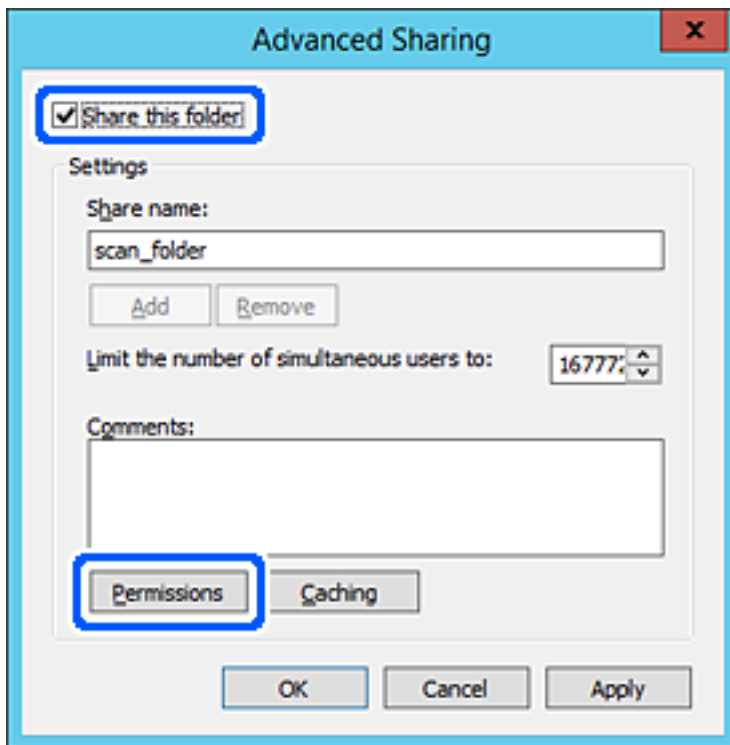 Advanced Sharing
x
Share this folder
Settings
Share name:
scan_folder
Add Remove
Limit the number of simultaneous users to: 167772
Comments:
Permissions Caching
OK Cancel Apply